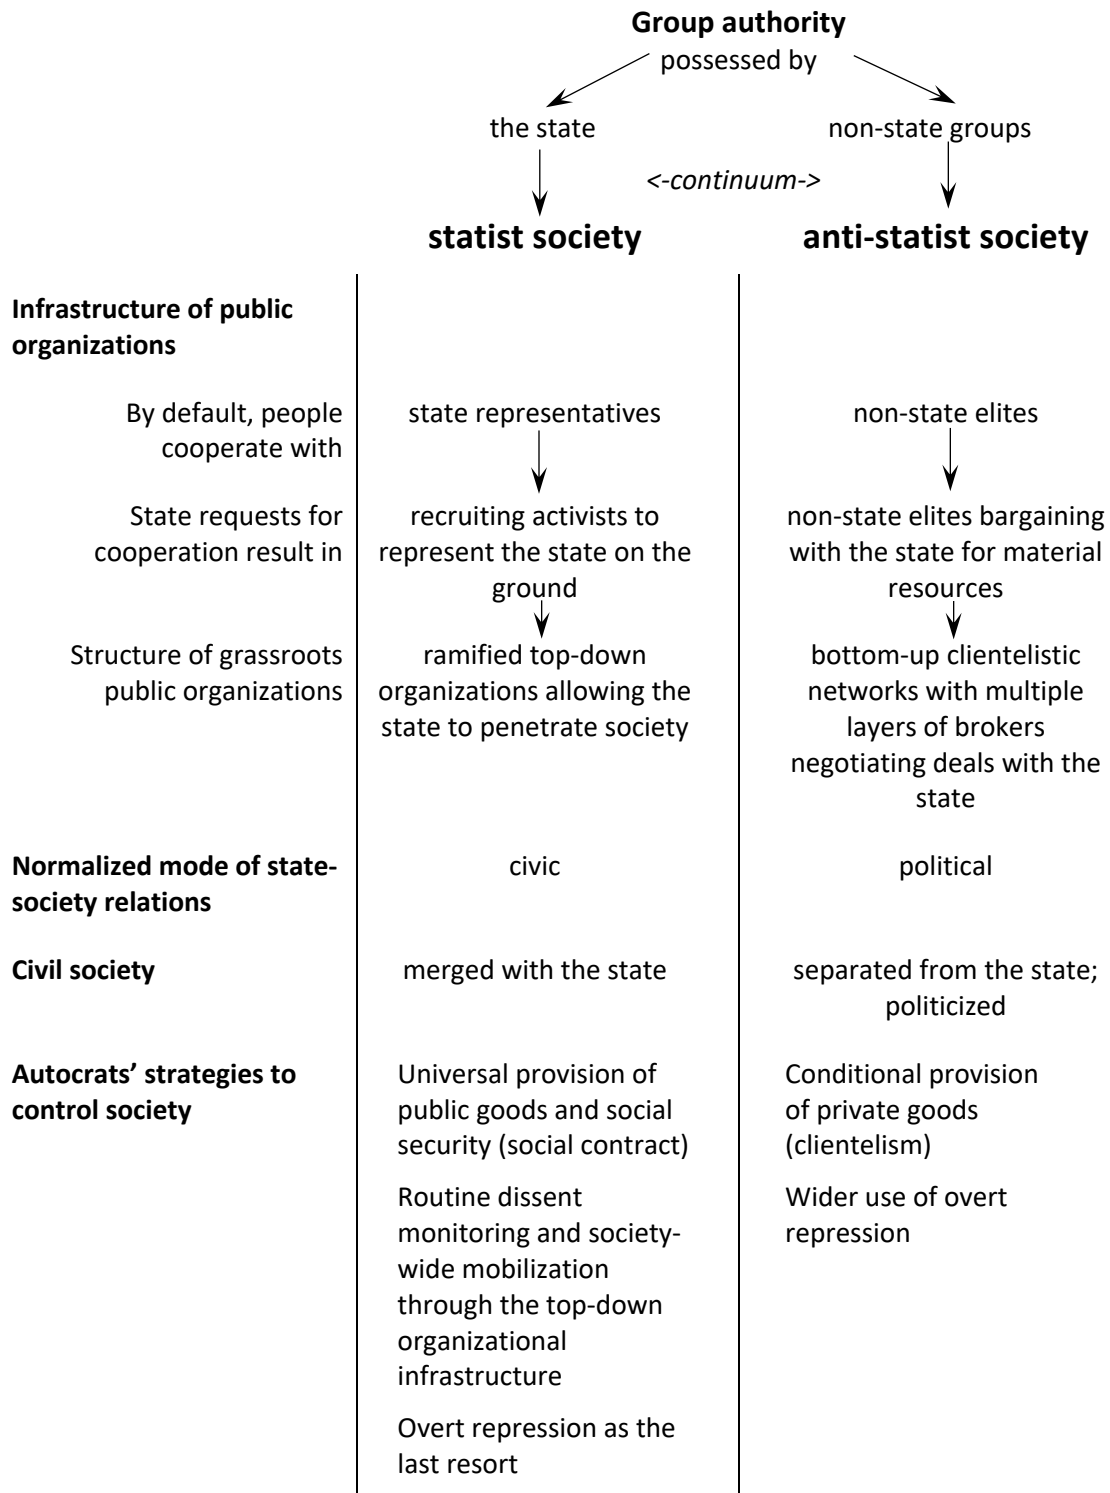 Group authority
possessed by
the state
non-state groups
<-continuum->
statist society
anti-statist society
Infrastructure of public
organizations
By default, people
cooperate with
state representatives
non-state elites
State requests for
cooperation result in
recruiting activists to
represent the state on the
ground
non-state elites bargaining
with the state for material
resources
Structure of grassroots
public organizations
ramified top-down
organizations allowing the
state to penetrate society
bottom-up clientelistic
networks with multiple
layers of brokers
negotiating deals with the
state
Normalized mode of state-
society relations
civic
political
Civil society
merged with the state
separated from the state;
politicized
Autocrats’ strategies to
control society
Universal provision of
public goods and social
security (social contract)
Routine dissent
monitoring and society-
wide mobilization
through the top-down
organizational
infrastructure
Overt repression as the
last resort
Conditional provision
of private goods
(clientelism)
Wider use of overt
repression